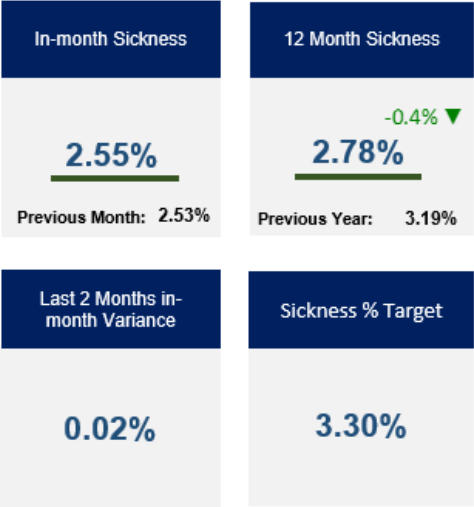 In-month Sickness
2.55%
Previous Month: 2.53%
12 Month Sickness
-0.4% ▼
2.78%
Previous Year: 3.19%
Last 2 Months in-
month Variance
0.02%
Sickness % Target
3.30%